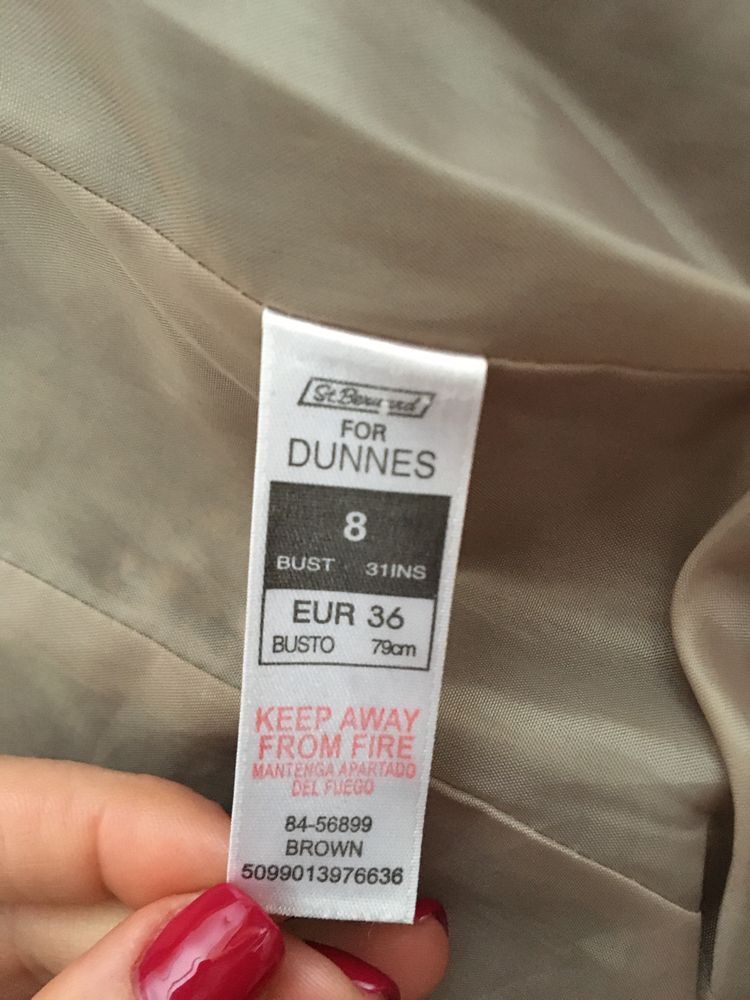 St. Bernard
FOR
DUNNES
8
BUST 31INS
EUR 36
BUSTO 79cm
KEEP AWAY
FROM FIRE
MANTENGA APARTADO
DEL FUEGO
84-56899
BROWN
5099013976636